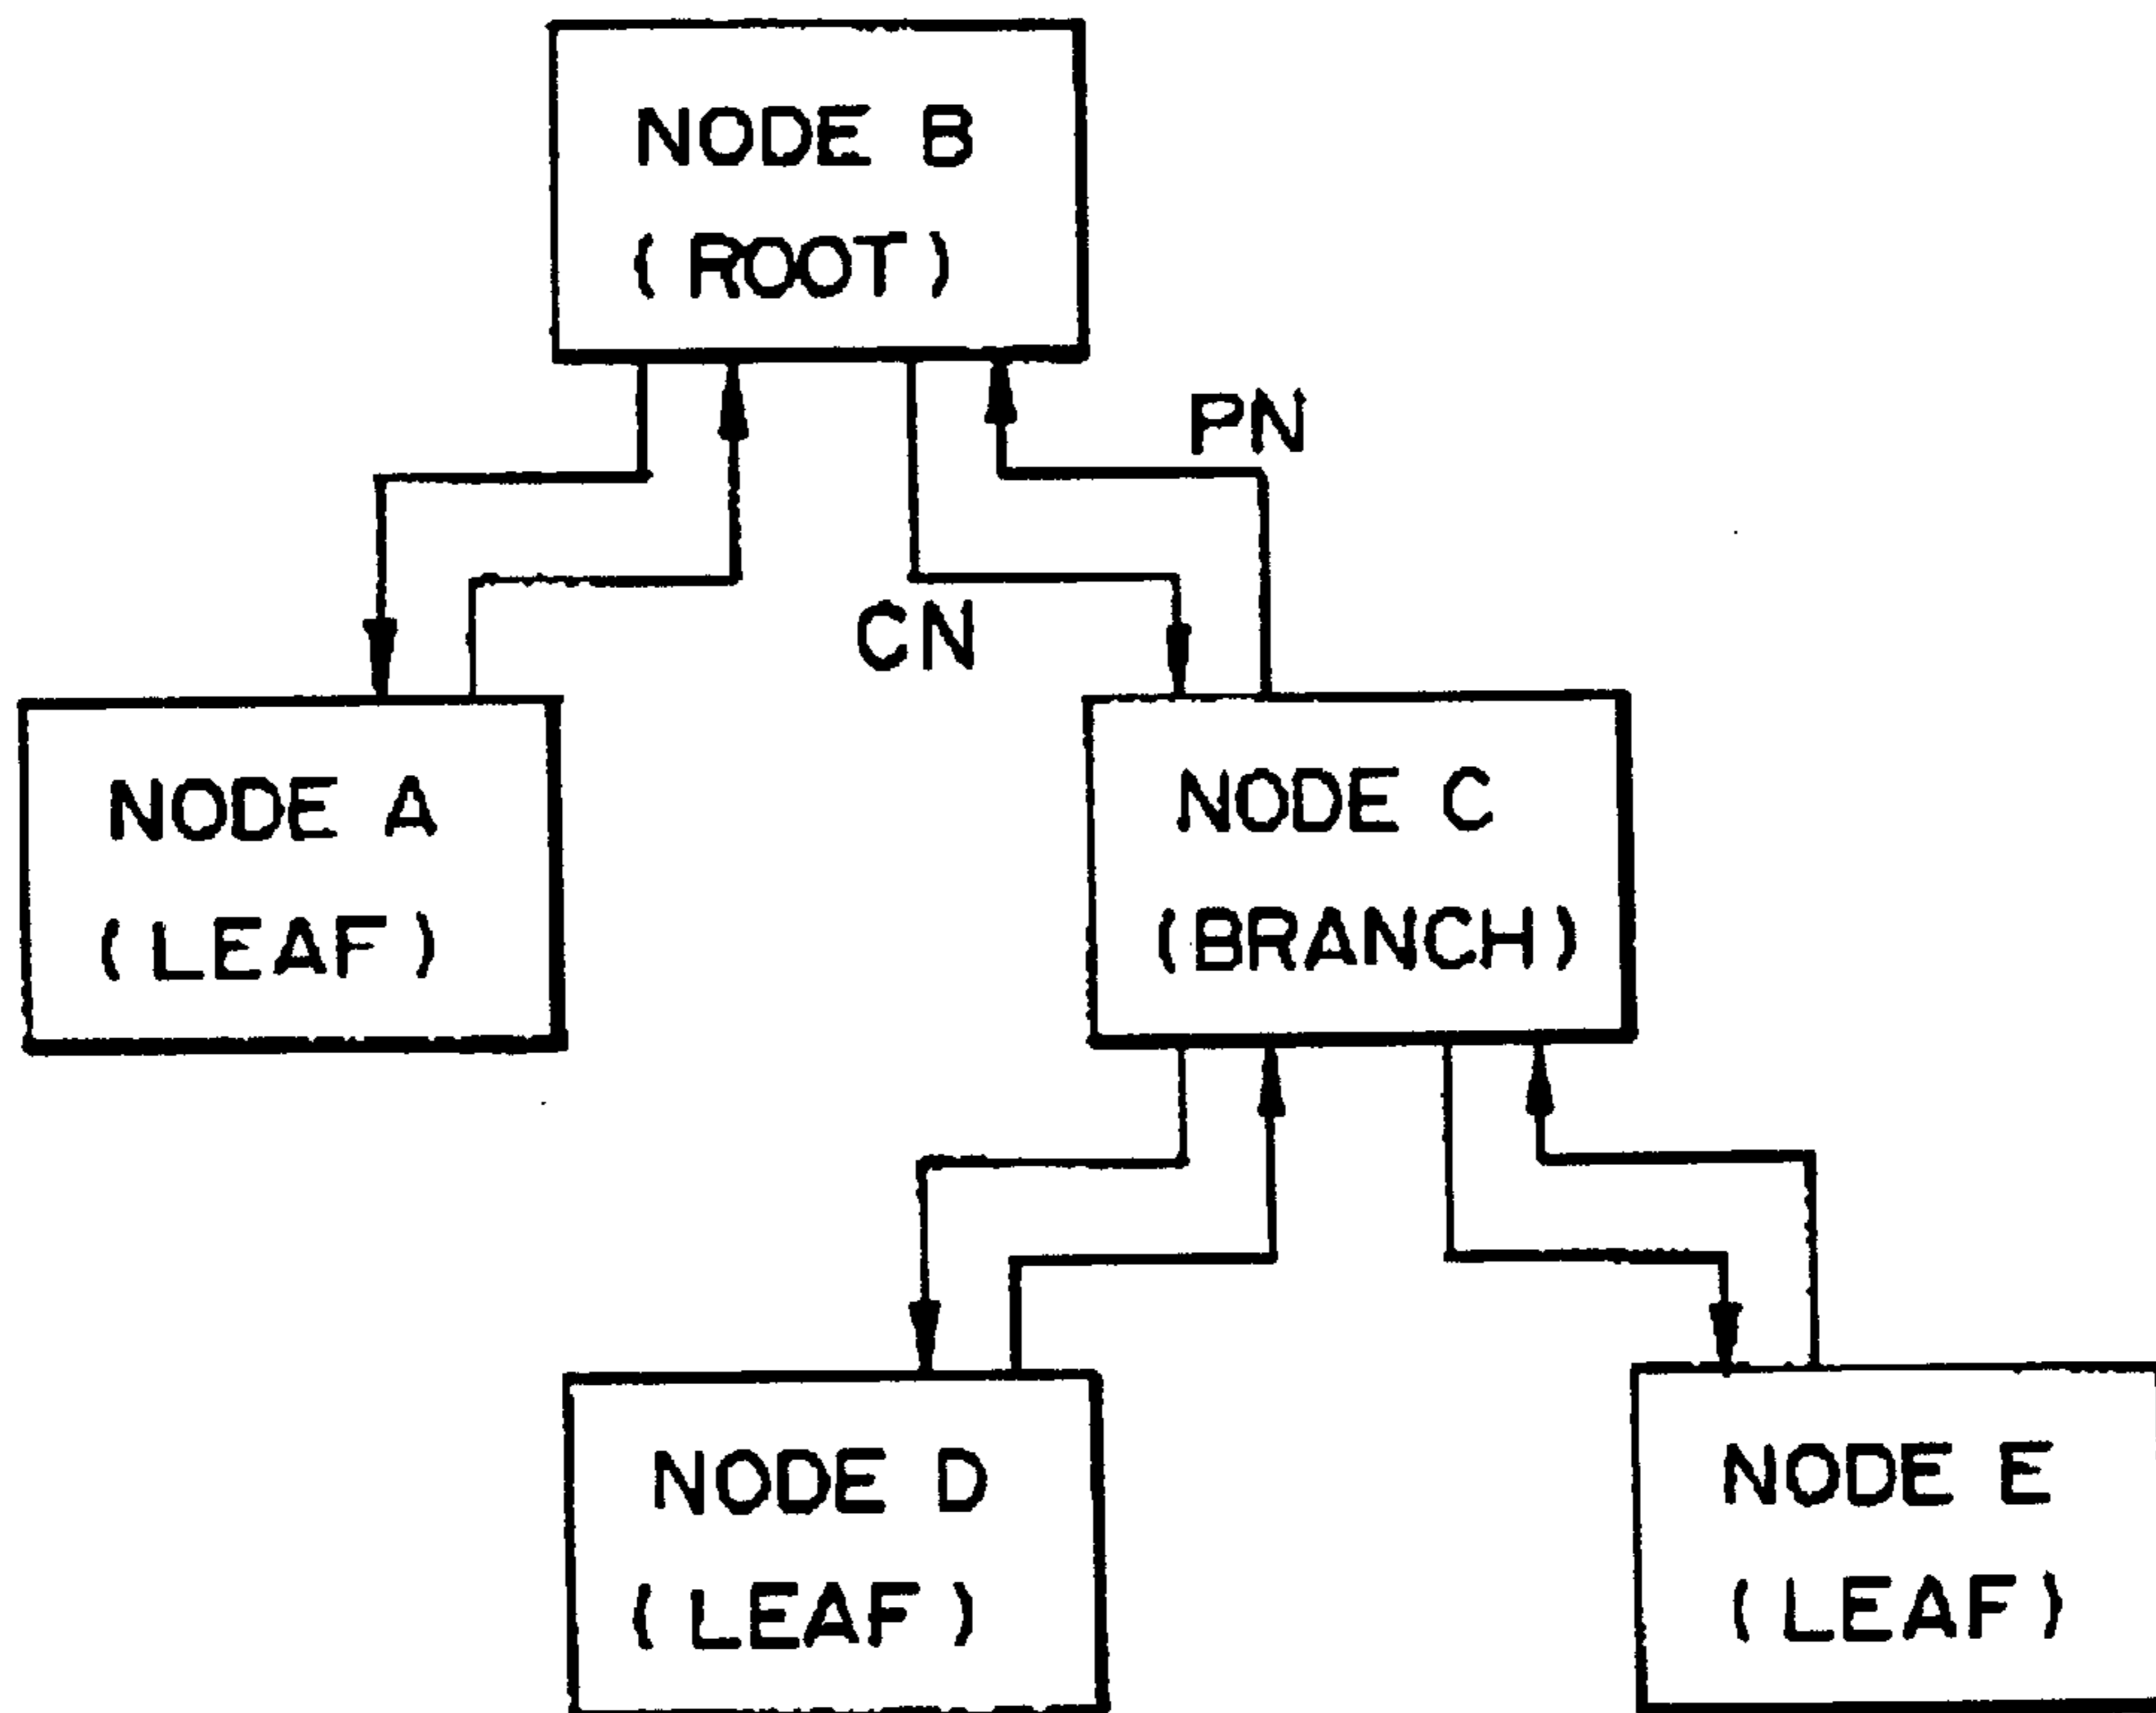 NODE B
(ROOT)
PN
CN
NODE A
(LEAF)
NODE C
(BRANCH)
NODE D
(LEAF)
NODE E
(LEAF)